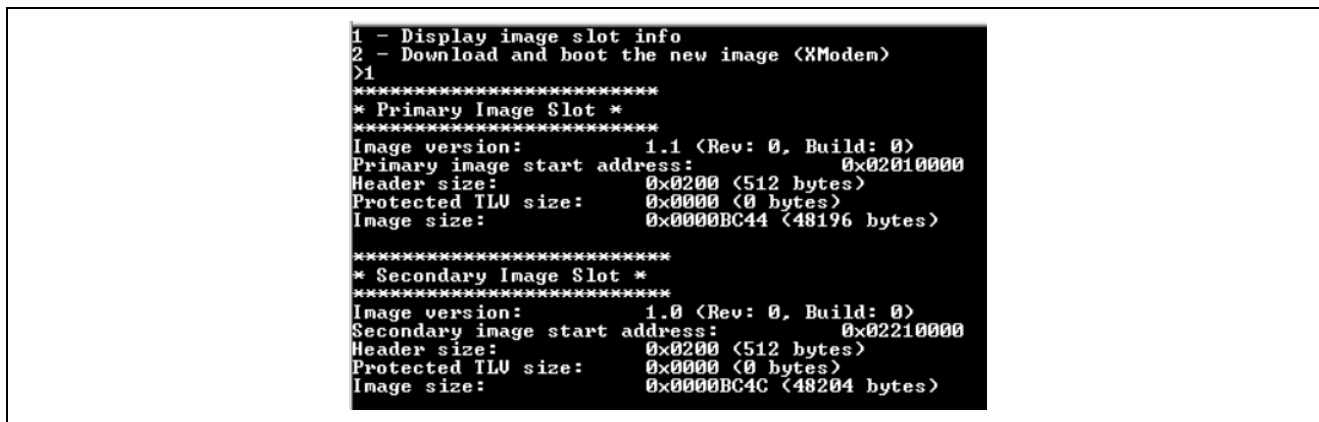 1 - Display image slot info
2 - Download and boot the new image (XModem)
>1
*************************
* Primary Image Slot *
*************************
Image version: 1.1 (Rev: 0, Build: 0)
Primary image start address: 0x02010000
Header size: 0x0200 (512 bytes)
Protected TLV size: 0x0000 (0 bytes)
Image size: 0x0000BC44 (48196 bytes)
**************************
* Secondary Image Slot *
**************************
Image version: 1.0 (Rev: 0, Build: 0)
Secondary image start address: 0x02210000
Header size: 0x0200 (512 bytes)
Protected TLV size: 0x0000 (0 bytes)
Image size: 0x0000BC4C (48204 bytes)